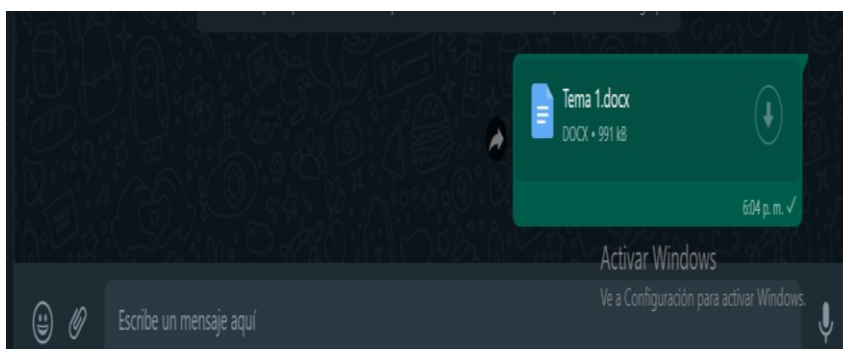 Tema 1.docx
DOCX • 991 kB
6:04 p. m.
Activar Windows
Ve a Configuración para activar Windows.
Escribe un mensaje aquí